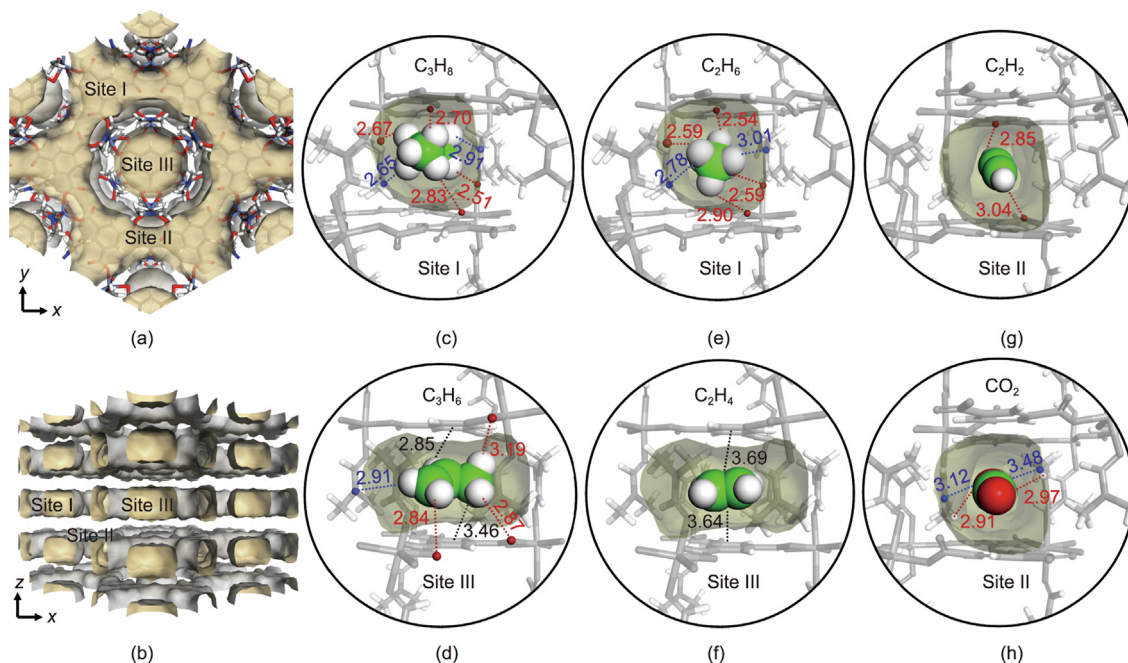 Site I
Site III
Site II
y
x
(a)
C3H8
2.67
2.70
2.91
2.65
2.83
2.51
Site I
(c)
C2H6
2.54
2.59
3.01
2.78
2.59
2.90
Site I
(e)
C2H2
2.85
3.04
Site II
(g)
Site I
Site III
Site II
z
x
(b)
C3H6
2.85
3.19
2.91
2.84
2.87
3.46
Site III
(d)
C2H4
3.69
3.64
Site III
(f)
CO2
3.48
3.12
2.97
2.91
Site II
(h)